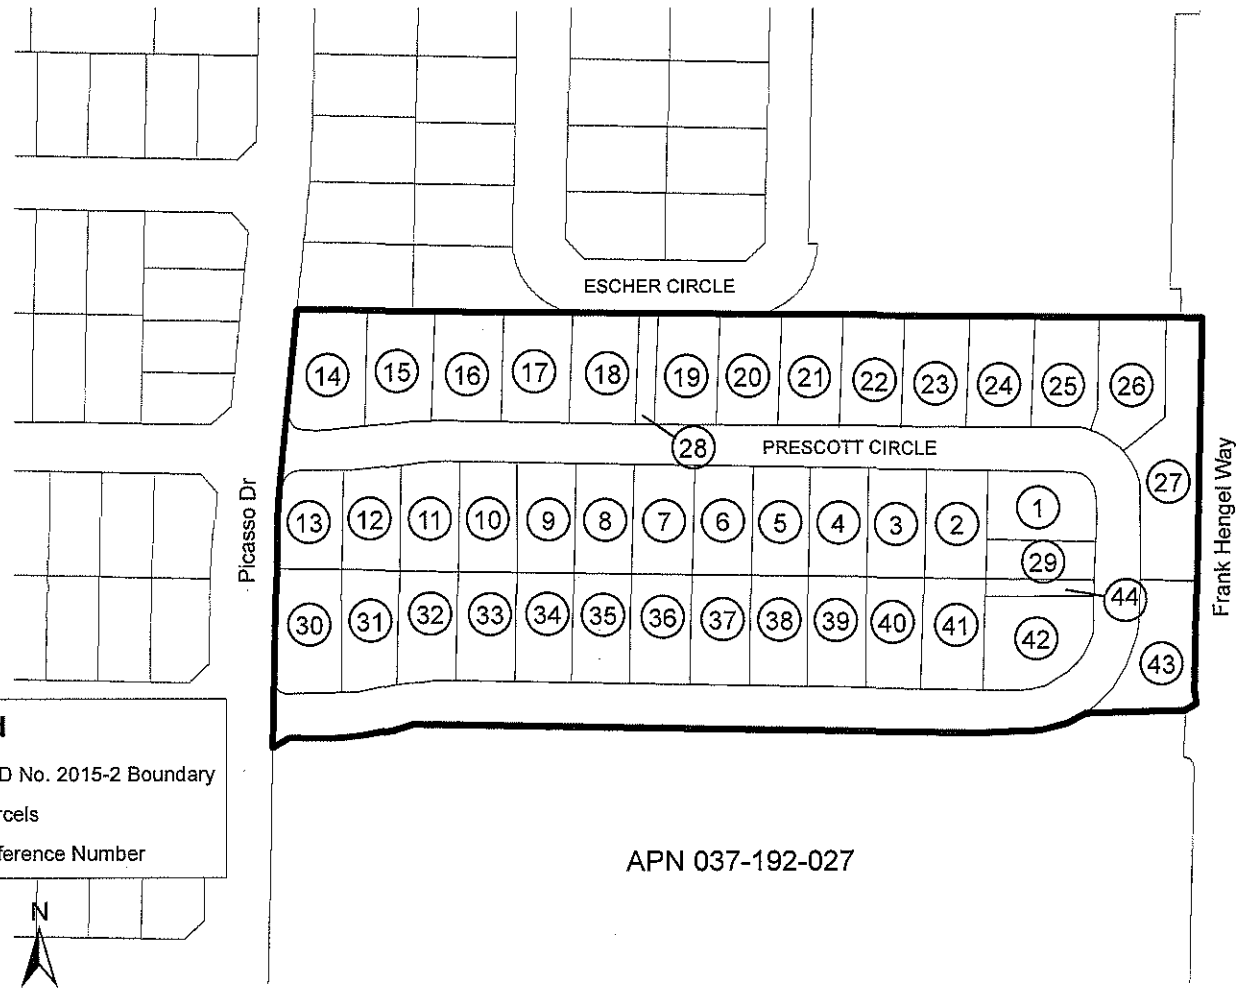 ESCHER CIRCLE
14 15 16 17 18 19 20 21 22 23 24 25 26
28
PRESCOTT CIRCLE
27
Frank Hengel Way
Picasso Dr
13 12 11 10 9 8 7 6 5 4 3 2 1
29
44
30 31 32 33 34 35 36 37 38 39 40 41 42
43
D No. 2015-2 Boundary
rcels
ference Number
APN 037-192-027
N